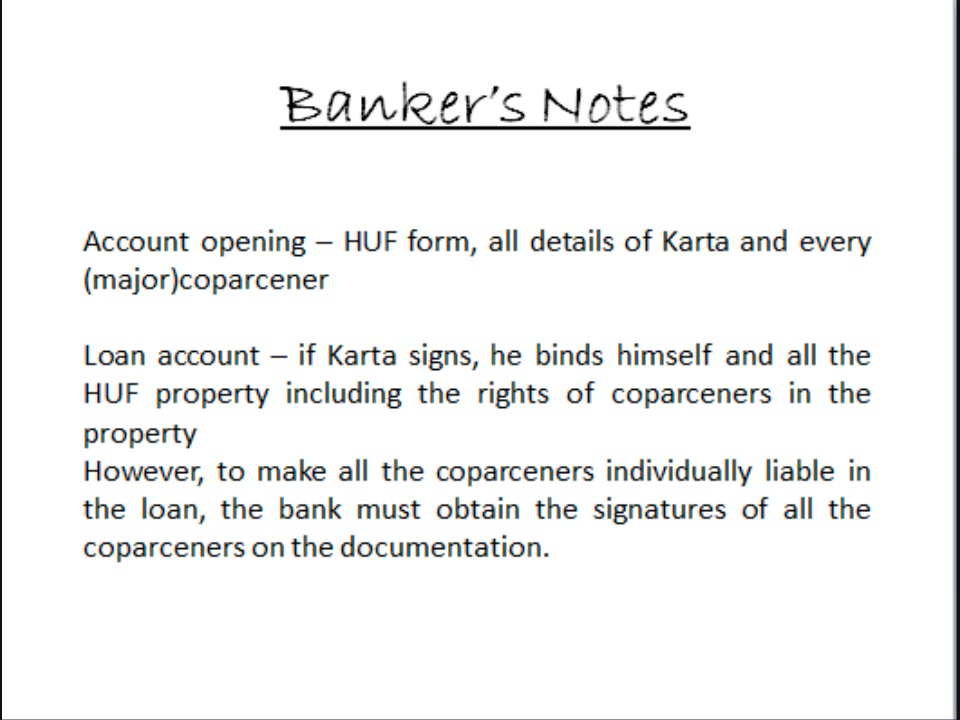 Banker's Notes
Account opening – HUF form, all details of Karta and every
(major)coparcener
Loan account – if Karta signs, he binds himself and all the
HUF property including the rights of coparceners in the
property
However, to make all the coparceners individually liable in
the loan, the bank must obtain the signatures of all the
coparceners on the documentation.